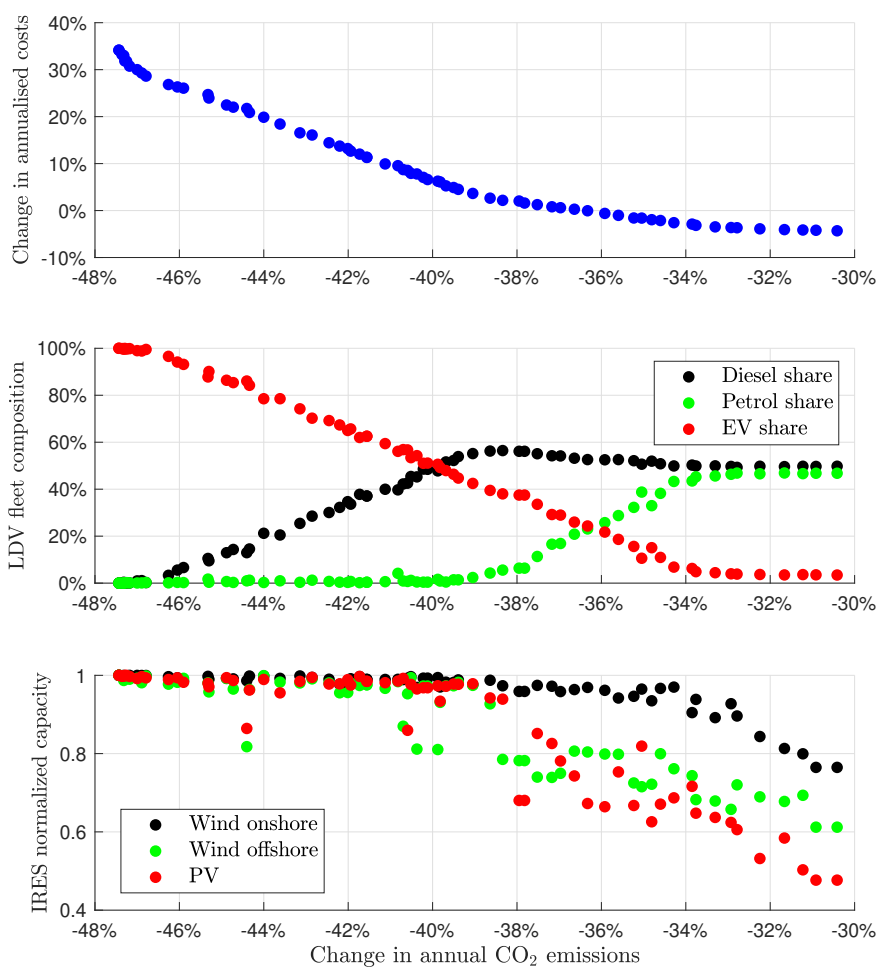 Change in annualised costs
40%
30%
20%
10%
0%
-10%
-48% -46% -44% -42% -40% -38% -36% -34% -32% -30%
LDV fleet composition
100%
80%
60%
40%
20%
0%
Diesel share
Petrol share
EV share
-48% -46% -44% -42% -40% -38% -36% -34% -32% -30%
IRES normalized capacity
1
0.8
0.6
0.4
Wind onshore
Wind offshore
PV
-48% -46% -44% -42% -40% -38% -36% -34% -32% -30%
Change in annual CO₂ emissions